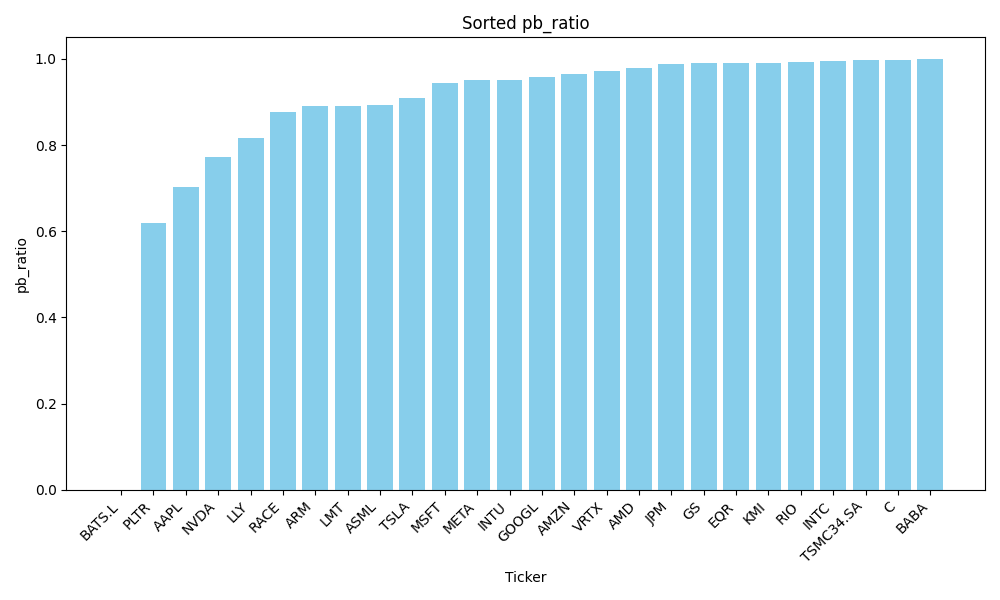 Sorted pb_ratio
pb_ratio
1.0
0.8
0.6
0.4
0.2
0.0
BATS.L
PLTR
AAPL
NVDA
LLY
RACE
ARM
LMT
ASML
TSLA
MSFT
META
INTU
GOOGL
AMZN
VRTX
AMD
JPM
GS
EQR
KMI
RIO
INTC
TSMC34.SA
C
BABA
Ticker